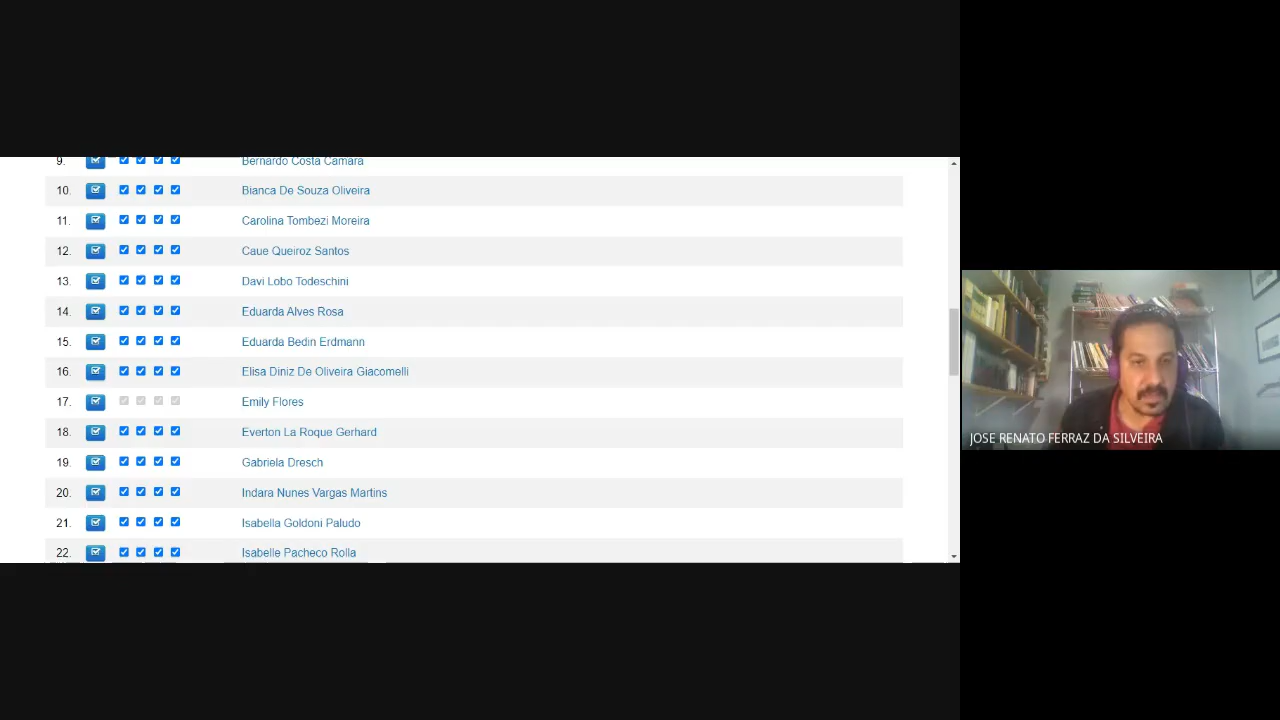 9. Bernardo Costa Camara
10. Bianca De Souza Oliveira
11. Carolina Tombezi Moreira
12. Caue Queiroz Santos
13. Davi Lobo Todeschini
14. Eduarda Alves Rosa
15. Eduarda Bedin Erdmann
16. Elisa Diniz De Oliveira Giacomelli
17. Emily Flores
18. Everton La Roque Gerhard
19. Gabriela Dresch
20. Indara Nunes Vargas Martins
21. Isabella Goldoni Paludo
22. Isabelle Pacheco Rolla
JOSE RENATO FERRAZ DA SILVEIRA